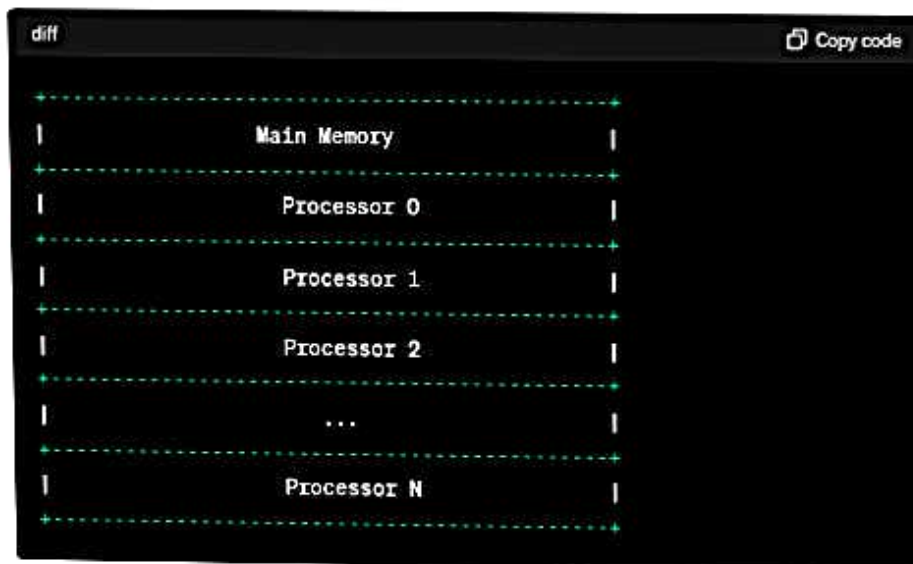 diff
Copy code
+-----------------------------------------+
| Main Memory |
+-----------------------------------------+
| Processor 0 |
+-----------------------------------------+
| Processor 1 |
+-----------------------------------------+
| Processor 2 |
+-----------------------------------------+
| ... |
+-----------------------------------------+
| Processor N |
+-----------------------------------------+